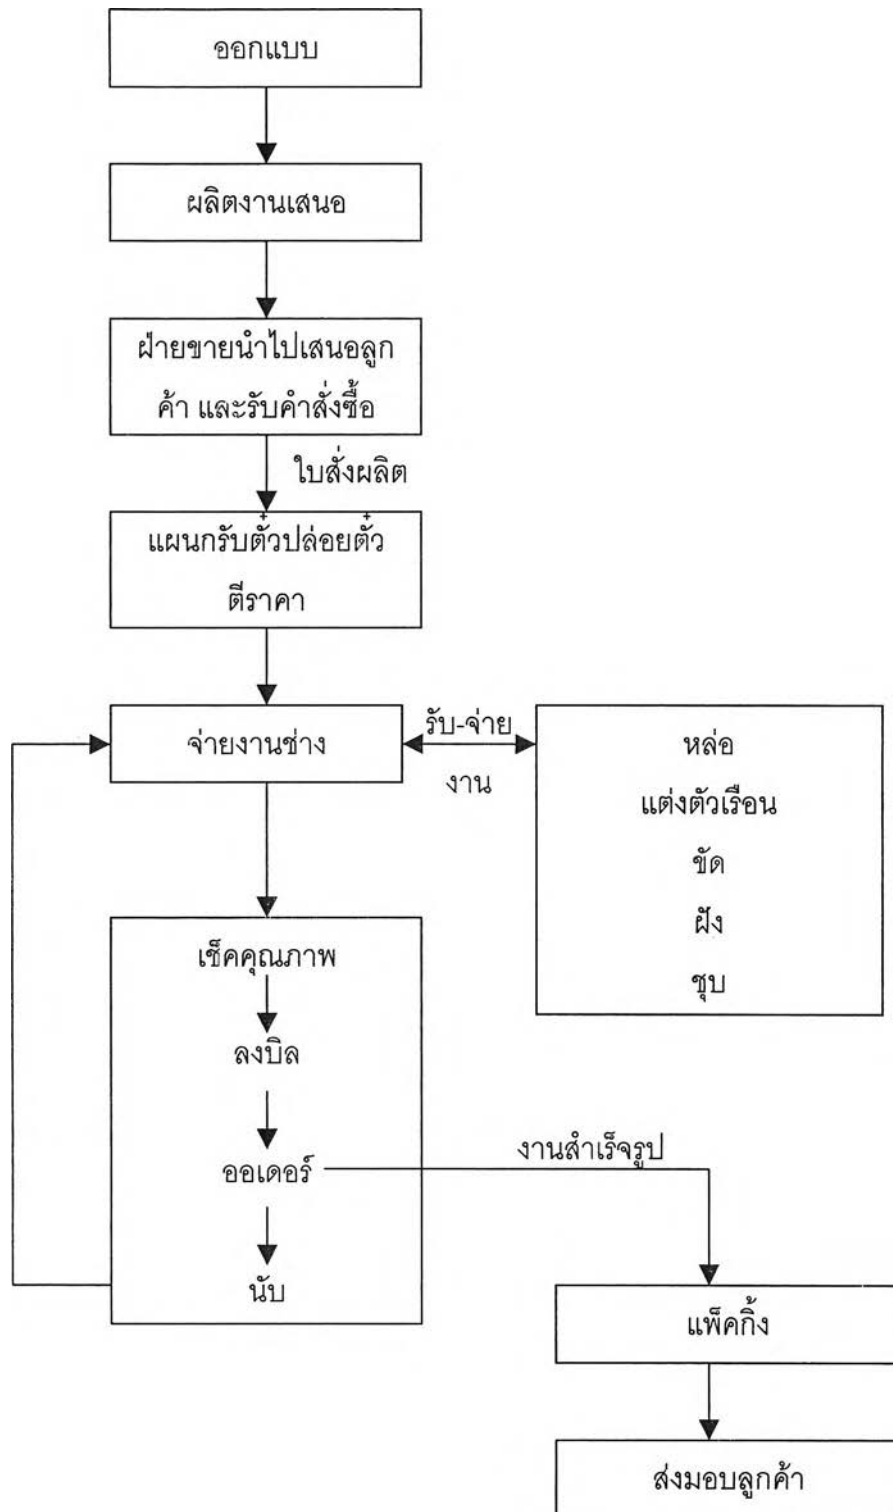 ออกแบบ
ผลิตงานเสนอ
ฝ่ายขายนำไปเสนอลูก
ค้า และรับคำสั่งซื้อ
ใบสั่งผลิต
แผนกรับตั๋วปล่อยตั๋ว
ตีราคา
จ่ายงานช่าง
รับ-จ่าย
งาน
หล่อ
แต่งตัวเรือน
ขัด
ฝัง
ชุบ
เช็คคุณภาพ
ลงบิล
ออเดอร์
นับ
งานสำเร็จรูป
แพ็คกิ้ง
ส่งมอบลูกค้า